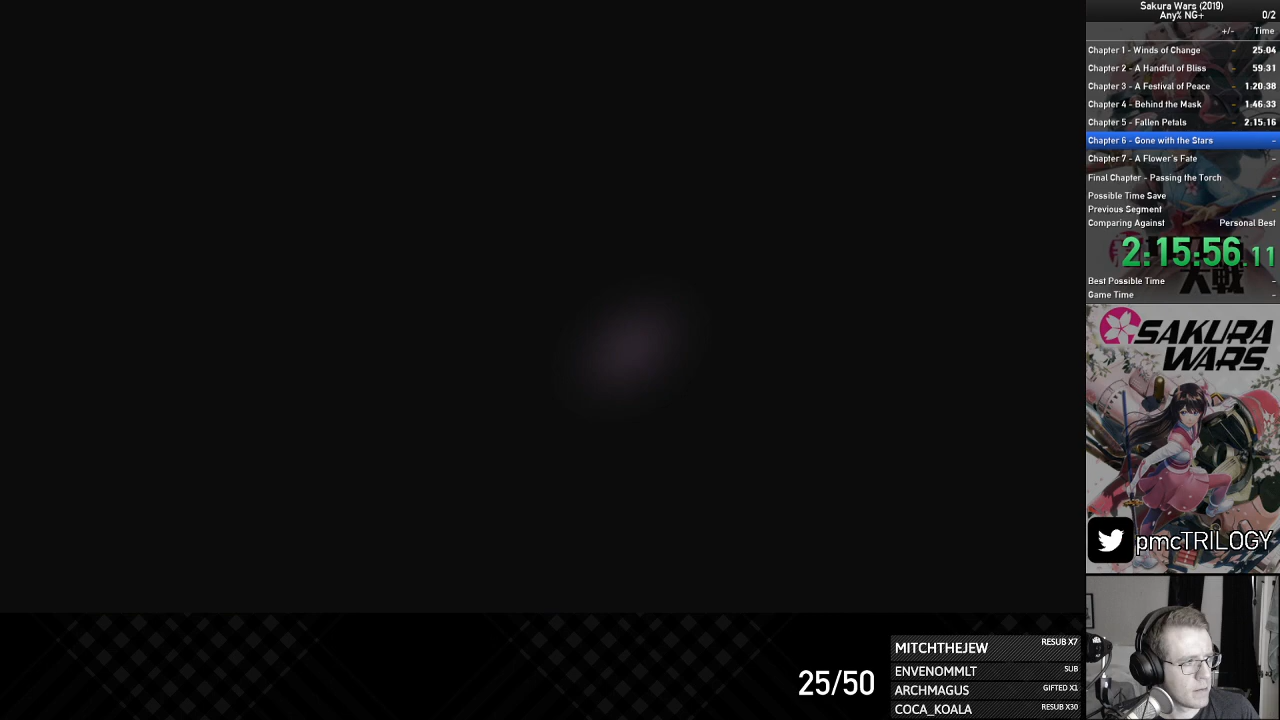 Sakura Wars (2019)
Any% NG+ 0/2
+/- Time
Chapter 1 - Winds of Change - 25.04
Chapter 2 - A Handful of Bliss - 59.31
Chapter 3 - A Festival of Peace - 1:20.38
Chapter 4 - Behind the Mask - 1:46.33
Chapter 5 - Fallen Petals - 2:15.16
Chapter 6 - Gone with the Stars -
Chapter 7 - A Flower's Fate -
Final Chapter - Passing the Torch -
Possible Time Save -
Previous Segment -
Comparing Against Personal Best
2:15:56.11
大戦
Best Possible Time -
Game Time -
SAKURA
WARS
pmcTRILOGY
25/50
MITCHTHEJEW RESUB X7
ENVENOMMLT SUB
ARCHMAGUS GIFTED X1
COCA_KOALA RESUB X30